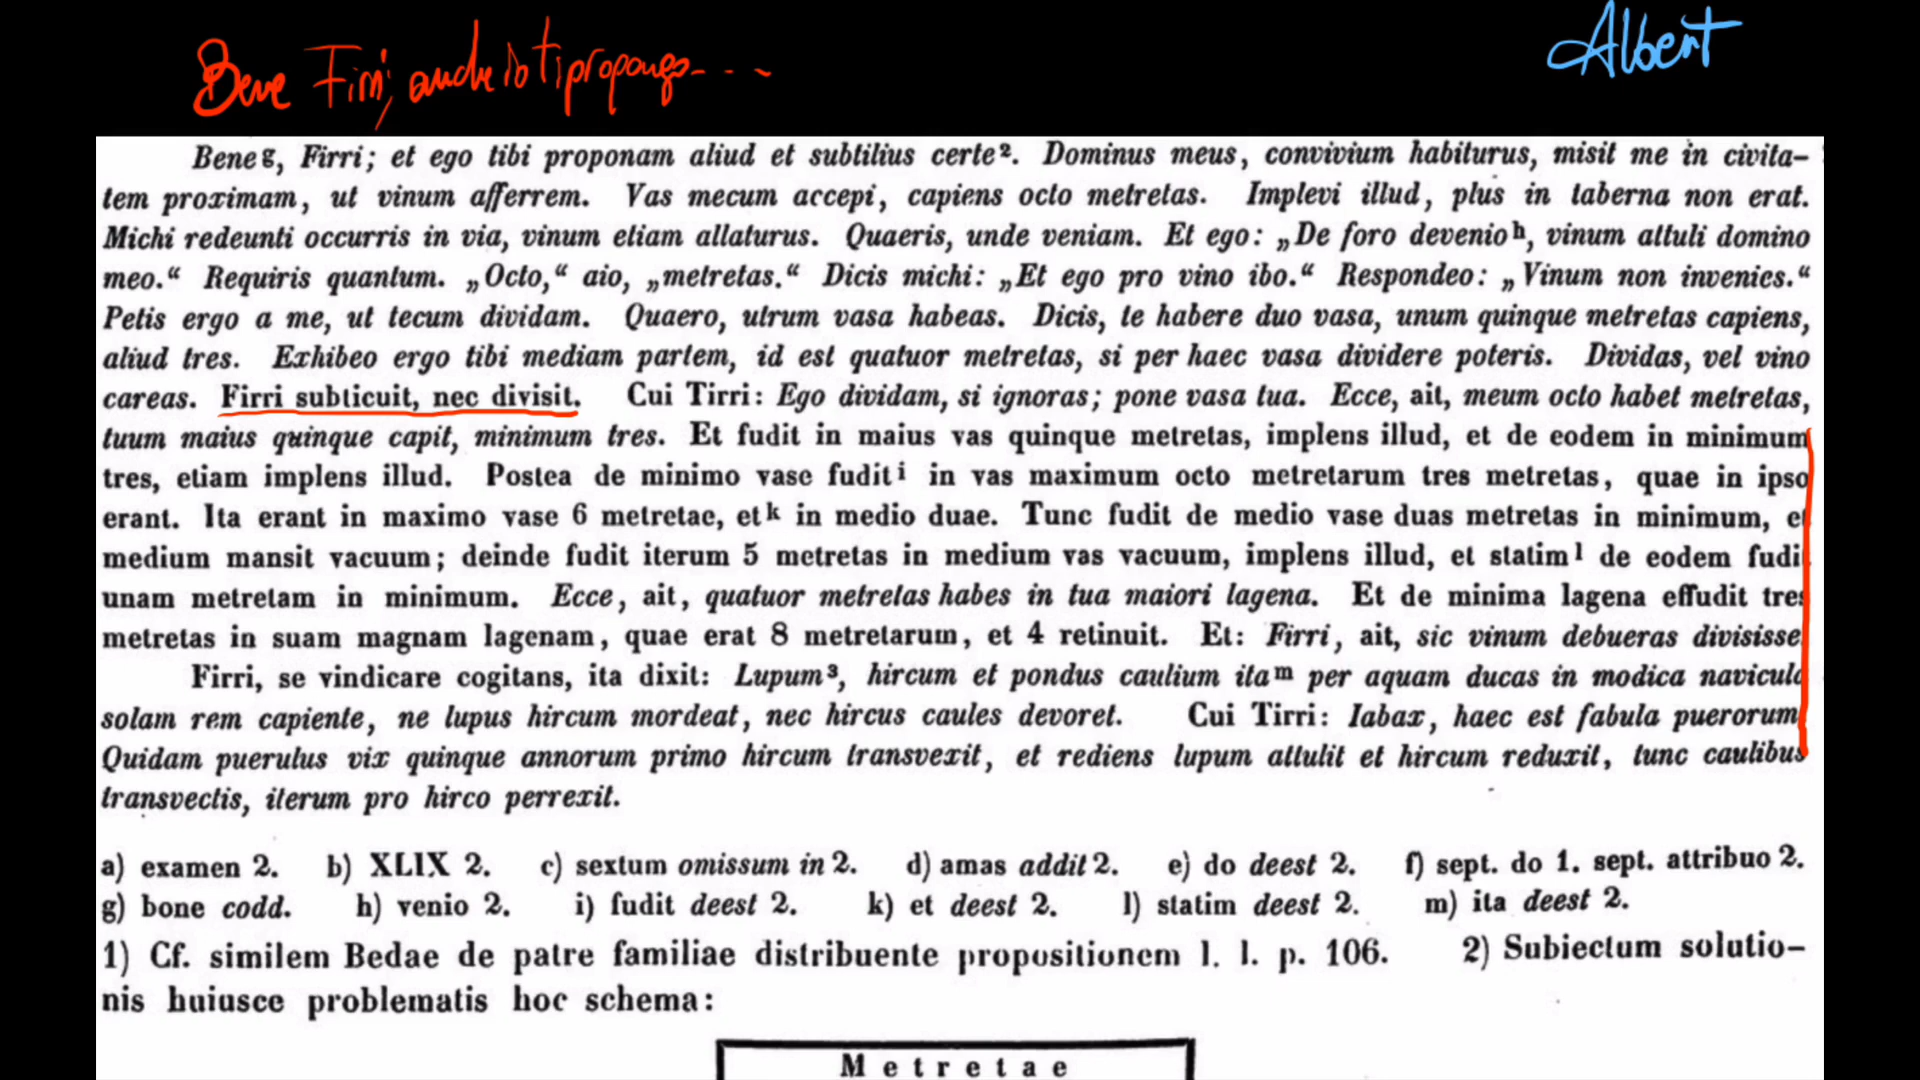 Bene Firri, anche io ti propongo- - - ~
Albert
Bene g, Firri; et ego tibi proponam aliud et subtilius certe². Dominus meus, convivium habiturus, misit me in civita-
tem proximam, ut vinum afferrem. Vas mecum accepi, capiens octo metretas. Implevi illud, plus in taberna non erat.
Michi redeunti occurris in via, vinum etiam allaturus. Quaeris, unde veniam. Et ego: „De foro devenio h, vinum attuli domino
meo.“ Requiris quantum. „Octo,“ aio, „metretas.“ Dicis michi: „Et ego pro vino ibo.“ Respondeo: „Vinum non invenies.“
Petis ergo a me, ut tecum dividam. Quaero, utrum vasa habeas. Dicis, te habere duo vasa, unum quinque metretas capiens,
aliud tres. Exhibeo ergo tibi mediam partem, id est quatuor metretas, si per haec vasa dividere poteris. Dividas, vel vino
careas. Firri subticuit, nec divisit. Cui Tirri: Ego dividam, si ignoras; pone vasa tua. Ecce, ait, meum octo habet metretas,
tuum maius quinque capit, minimum tres. Et fudit in maius vas quinque metretas, implens illud, et de eodem in minimum
tres, etiam implens illud. Postea de minimo vase fudit i in vas maximum octo metretarum tres metretas, quae in ipso
erant. Ita erant in maximo vase 6 metretae, et k in medio duae. Tunc fudit de medio vase duas metretas in minimum, et
medium mansit vacuum; deinde fudit iterum 5 metretas in medium vas vacuum, implens illud, et statim l de eodem fudit
unam metretam in minimum. Ecce, ait, quatuor metretas habes in tua maiori lagena. Et de minima lagena effudit tres
metretas in suam magnam lagenam, quae erat 8 metretarum, et 4 retinuit. Et: Firri, ait, sic vinum debueras divisisse
Firri, se vindicare cogitans, ita dixit: Lupum³, hircum et pondus caulium ita m per aquam ducas in modica navicula
solam rem capiente, ne lupus hircum mordeat, nec hircus caules devoret. Cui Tirri: Iabax, haec est fabula puerorum
Quidam puerulus vix quinque annorum primo hircum transvexit, et rediens lupum attulit et hircum reduxit, tunc caulibus
transvectis, iterum pro hirco perrexit.
a) examen 2. b) XLIX 2. c) sextum omissum in 2. d) amas addit 2. e) do deest 2. f) sept. do 1. sept. attribuo 2.
g) bone codd. h) venio 2. i) fudit deest 2. k) et deest 2. l) statim deest 2. m) ita deest 2.
1) Cf. similem Bedae de patre familiae distribuente propositionem l. l. p. 106. 2) Subiectum solutio-
nis huiusce problematis hoc schema:
Metretae